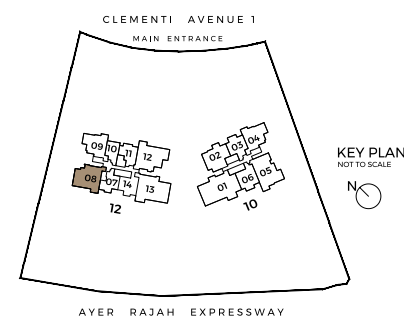 CLEMENTI AVENUE 1
MAIN ENTRANCE
09 10 11 12
08 07 14 13
12
02 03 04
01 06 05
10
KEY PLAN
NOT TO SCALE
N
AYER RAJAH EXPRESSWAY